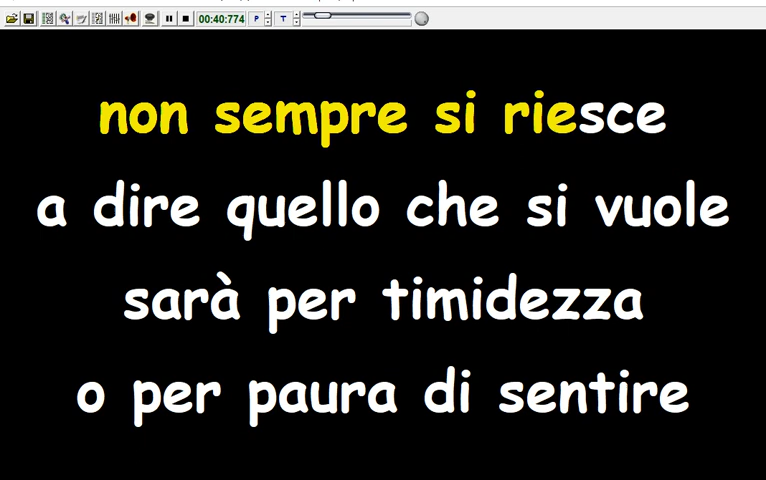 00:40:774
P
T
non sempre si riesce
a dire quello che si vuole
sarà per timidezza
o per paura di sentire